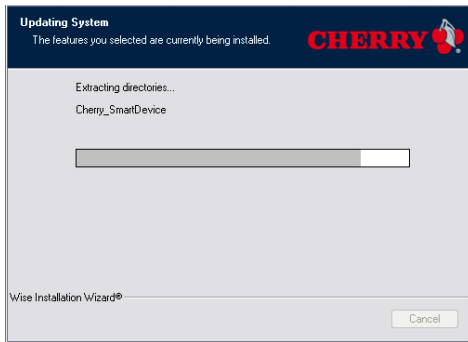 Updating System
The features you selected are currently being installed.
CHERRY
Extracting directories...
Cherry_SmartDevice
Wise Installation Wizard®
Cancel